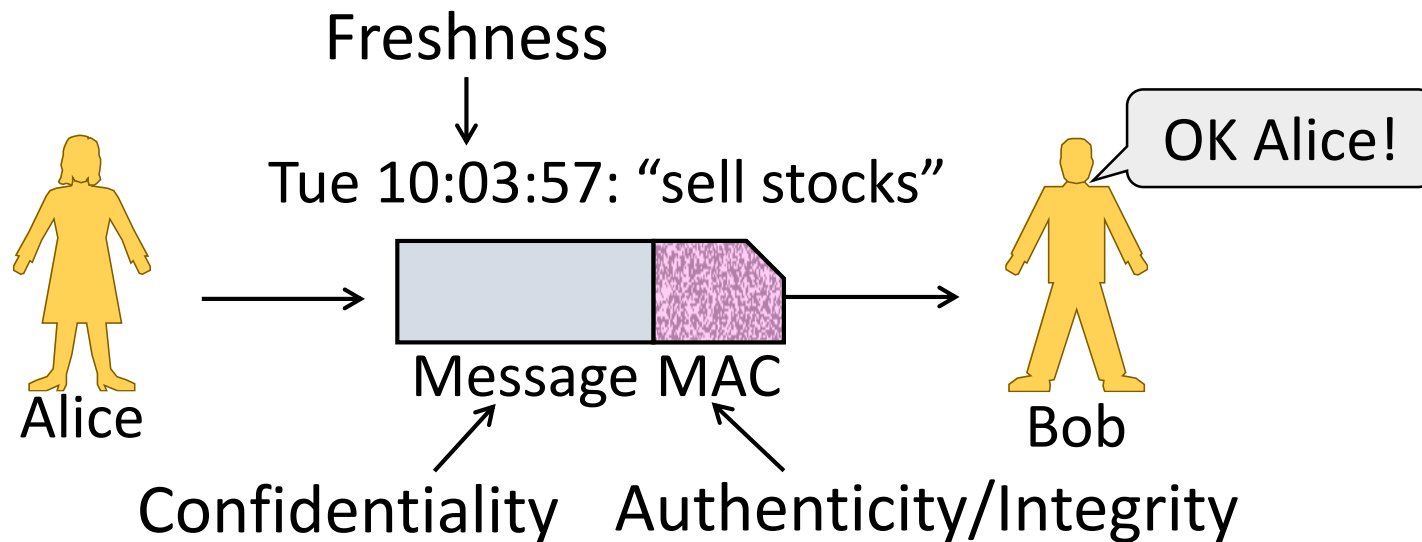 Freshness
OK Alice!
Tue 10:03:57: “sell stocks”
Message MAC
Alice
Bob
Confidentiality
Authenticity/Integrity